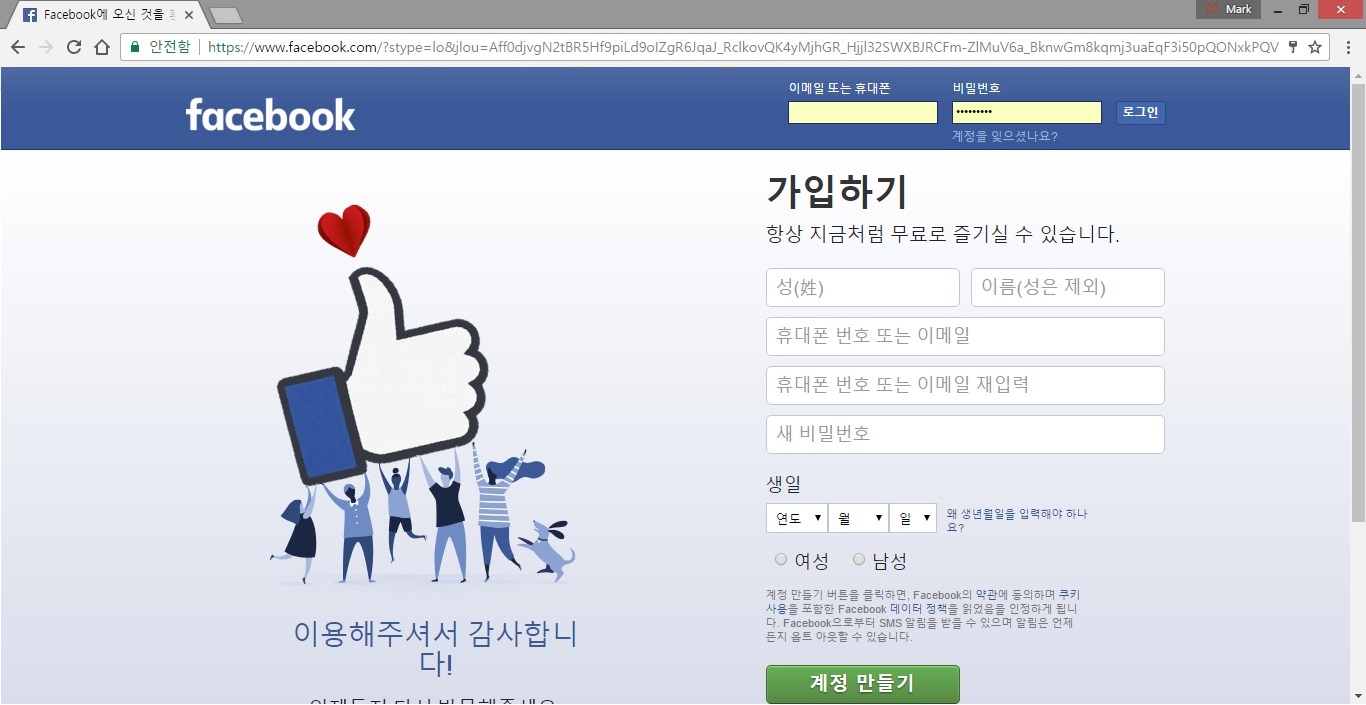 Facebook에 오신 것을 환
Mark
안전함
https://www.facebook.com/?stype=lo&jlou=Aff0djvgN2tBR5Hf9piLd9oIZgR6JqaJ_RclkovQK4yMjhGR_Hjjl32SWXBJRCFm-ZlMuV6a_BknwGm8kqmj3uaEqF3i50pQONxkPQV
facebook
이메일 또는 휴대폰
비밀번호
로그인
계정을 잊으셨나요?
가입하기
항상 지금처럼 무료로 즐기실 수 있습니다.
성(姓)
이름(성은 제외)
휴대폰 번호 또는 이메일
휴대폰 번호 또는 이메일 재입력
새 비밀번호
생일
연도
월
일
왜 생년월일을 입력해야 하나
요?
여성
남성
계정 만들기 버튼을 클릭하면, Facebook의 약관에 동의하며 쿠키
사용을 포함한 Facebook 데이터 정책을 읽었음을 인정하게 됩니
다. Facebook으로부터 SMS 알림을 받을 수 있으며 알림은 언제
든지 옵트 아웃할 수 있습니다.
계정 만들기
이용해주셔서 감사합니
다!